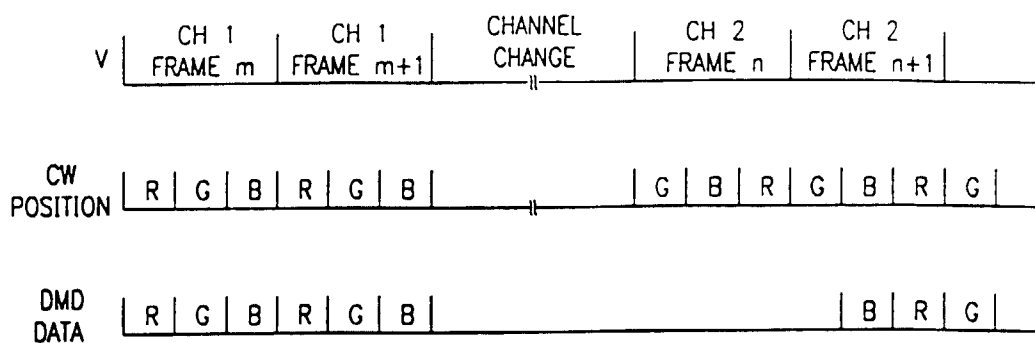 V
CH 1 FRAME m
CH 1 FRAME m+1
CHANNEL CHANGE
CH 2 FRAME n
CH 2 FRAME n+1
CW POSITION
R G B R G B
G B R G B R G
DMD DATA
R G B R G B
B R G